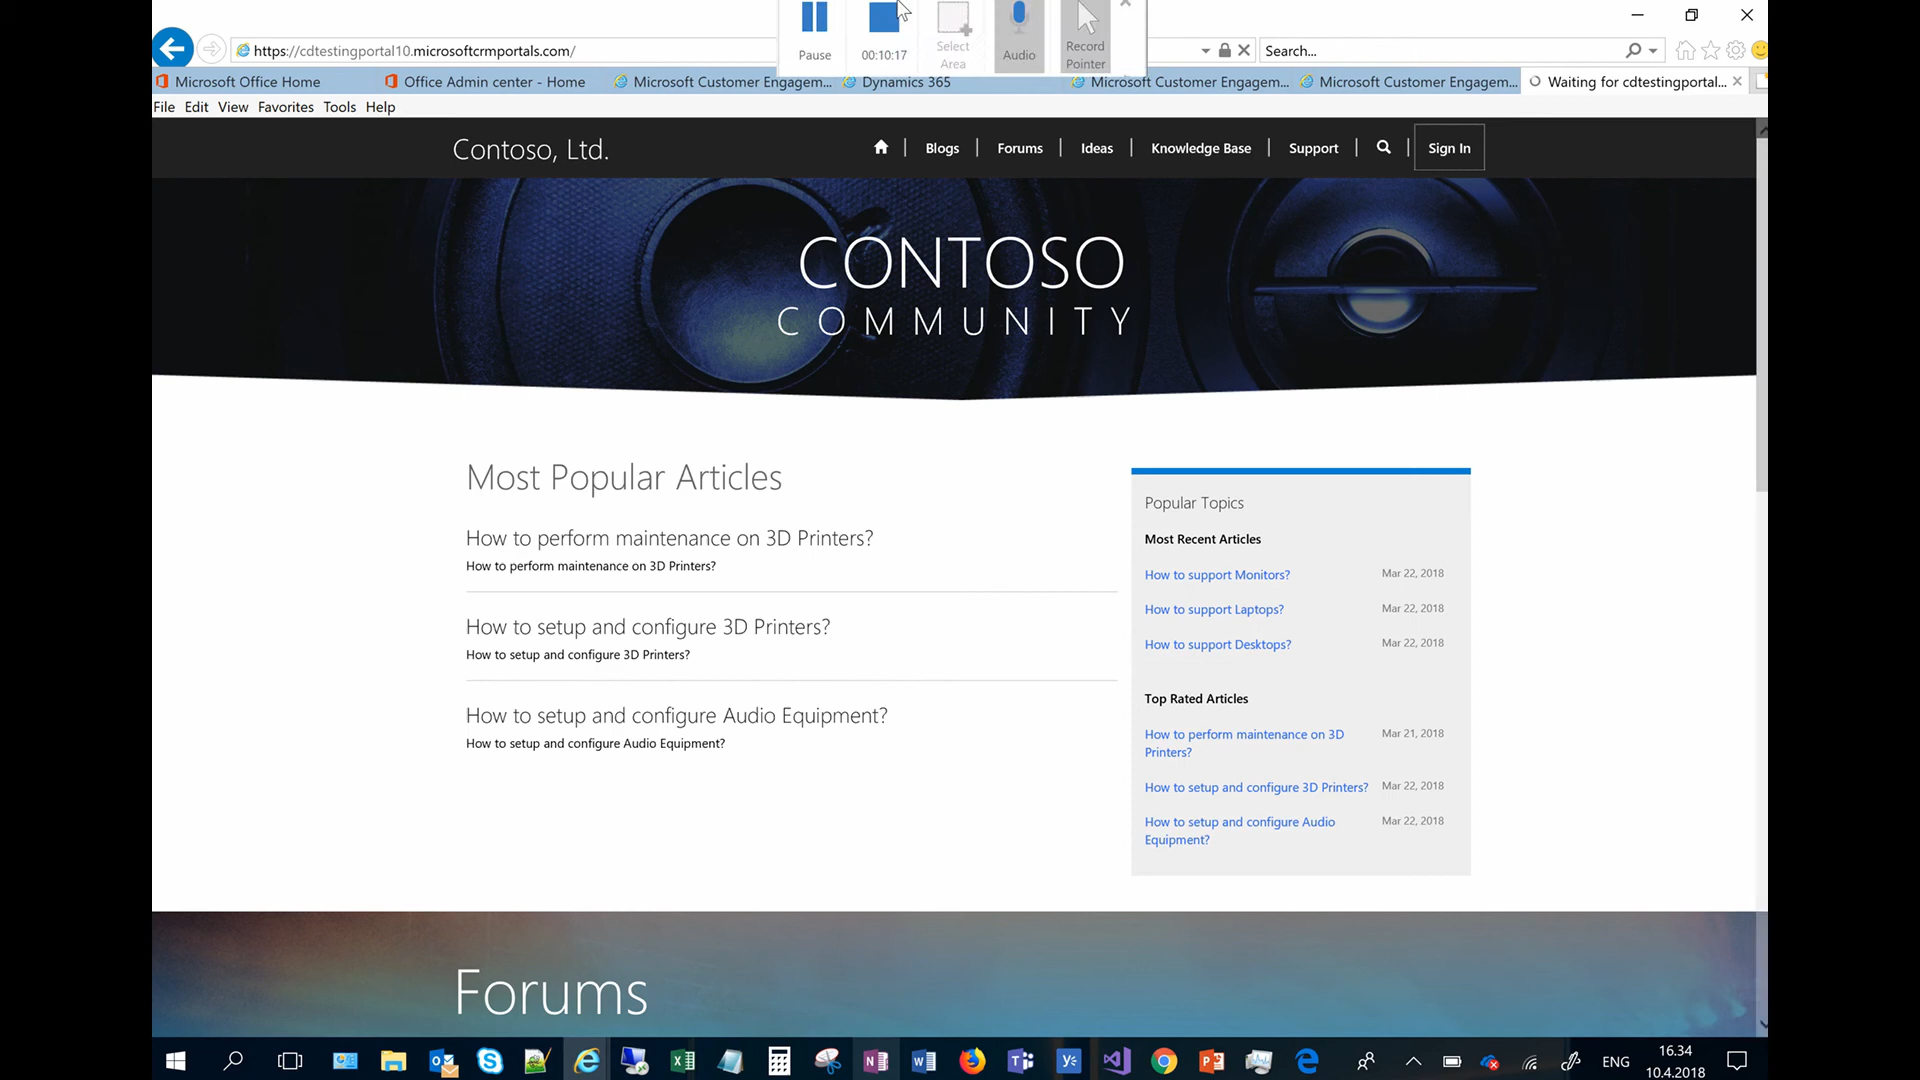 Pause
00:10:17
Select
Area
Audio
Record
Pointer
https://cdtestingportal10.microsoftcrmportals.com/
Search...
Microsoft Office Home
Office Admin center - Home
Microsoft Customer Engagem...
Dynamics 365
Microsoft Customer Engagem...
Microsoft Customer Engagem...
Waiting for cdtestingportal...
File Edit View Favorites Tools Help
Contoso, Ltd.
Blogs
Forums
Ideas
Knowledge Base
Support
Sign In
CONTOSO
COMMUNITY
Most Popular Articles
How to perform maintenance on 3D Printers?
How to perform maintenance on 3D Printers?
How to setup and configure 3D Printers?
How to setup and configure 3D Printers?
How to setup and configure Audio Equipment?
How to setup and configure Audio Equipment?
Popular Topics
Most Recent Articles
How to support Monitors? Mar 22, 2018
How to support Laptops? Mar 22, 2018
How to support Desktops? Mar 22, 2018
Top Rated Articles
How to perform maintenance on 3D Mar 21, 2018
Printers?
How to setup and configure 3D Printers? Mar 22, 2018
How to setup and configure Audio Mar 22, 2018
Equipment?
Forums
ENG
16.34
10.4.2018